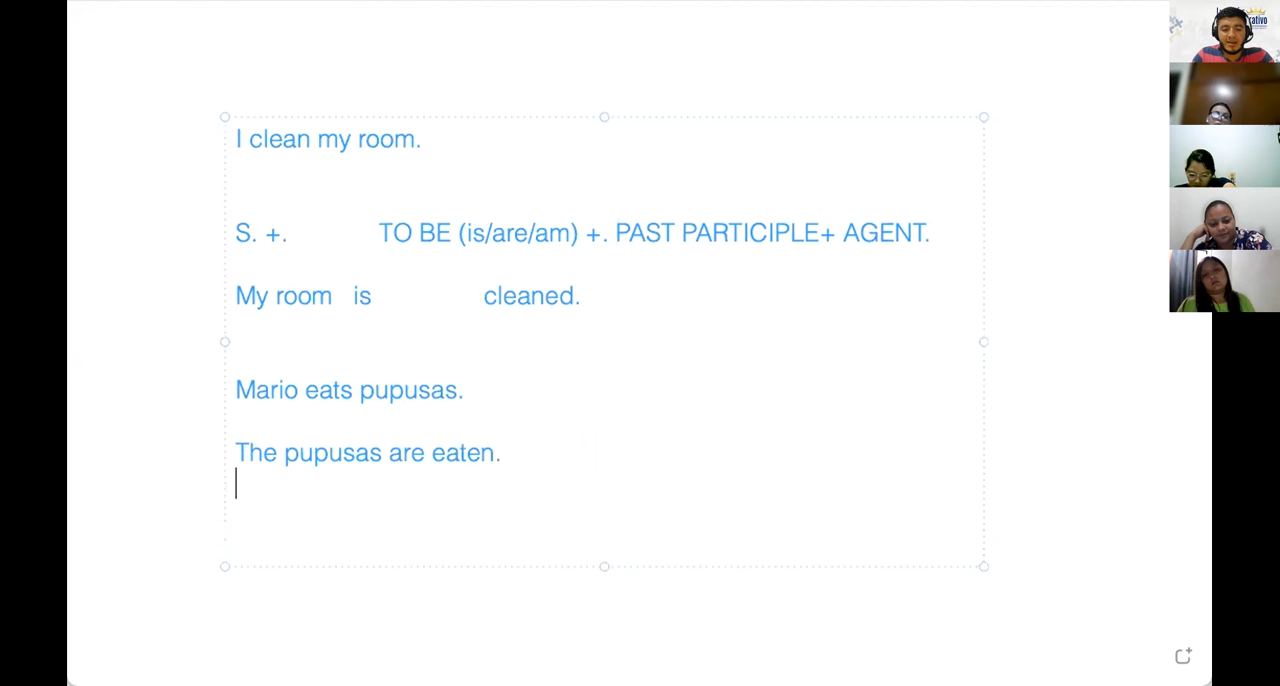 I clean my room.
S. +. TO BE (is/are/am) +. PAST PARTICIPLE+ AGENT.
My room is cleaned.
Mario eats pupusas.
The pupusas are eaten.